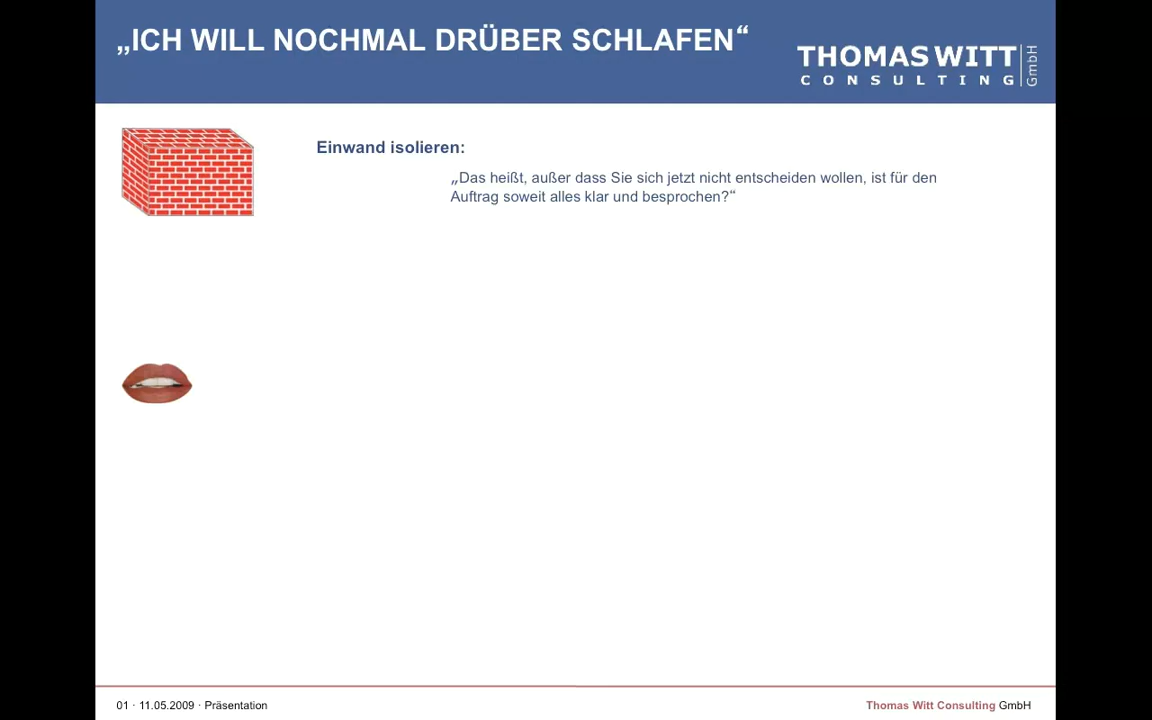 „ICH WILL NOCHMAL DRÜBER SCHLAFEN“
THOMAS WITT
CONSULTING
GmbH
Einwand isolieren:
„Das heißt, außer dass Sie sich jetzt nicht entscheiden wollen, ist für den
Auftrag soweit alles klar und besprochen?“
01 · 11.05.2009 · Präsentation
Thomas Witt Consulting GmbH